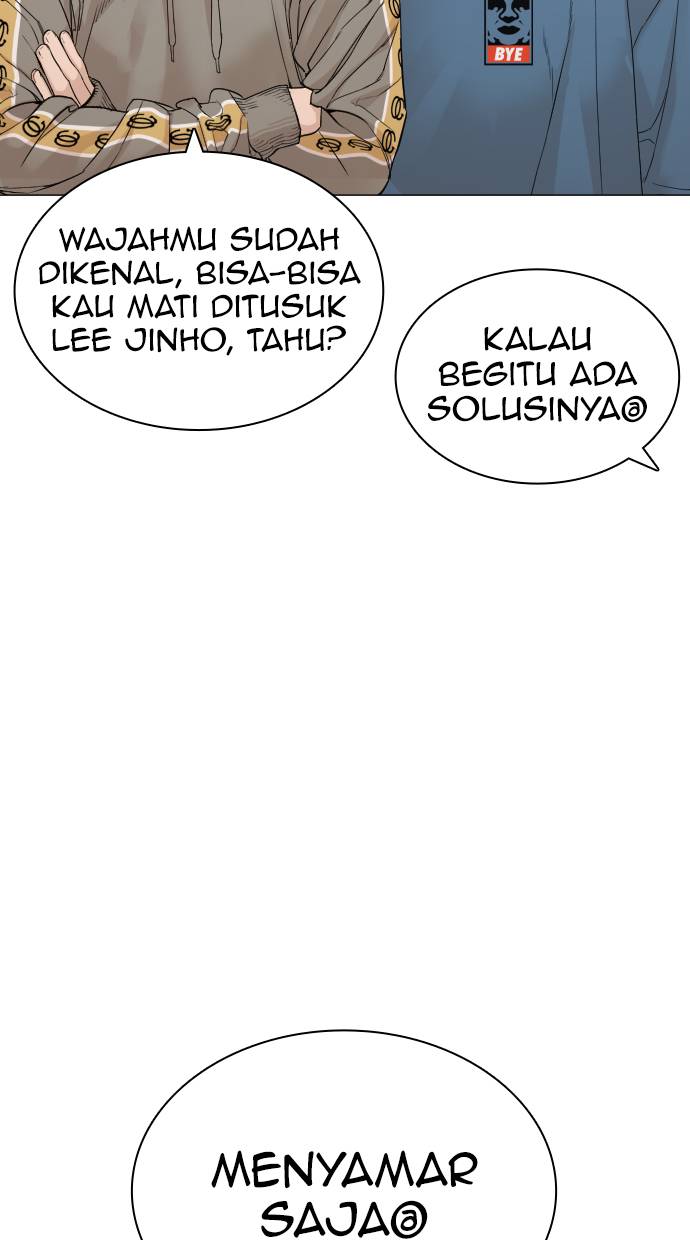 BYE
WAJAHMU SUDAH
DIKENAL, BISA-BISA
KAU MATI DITUSUK
LEE JINHO, TAHU?
KALAU
BEGITU ADA
SOLUSINYA@
MENYAMAR
SAJA@